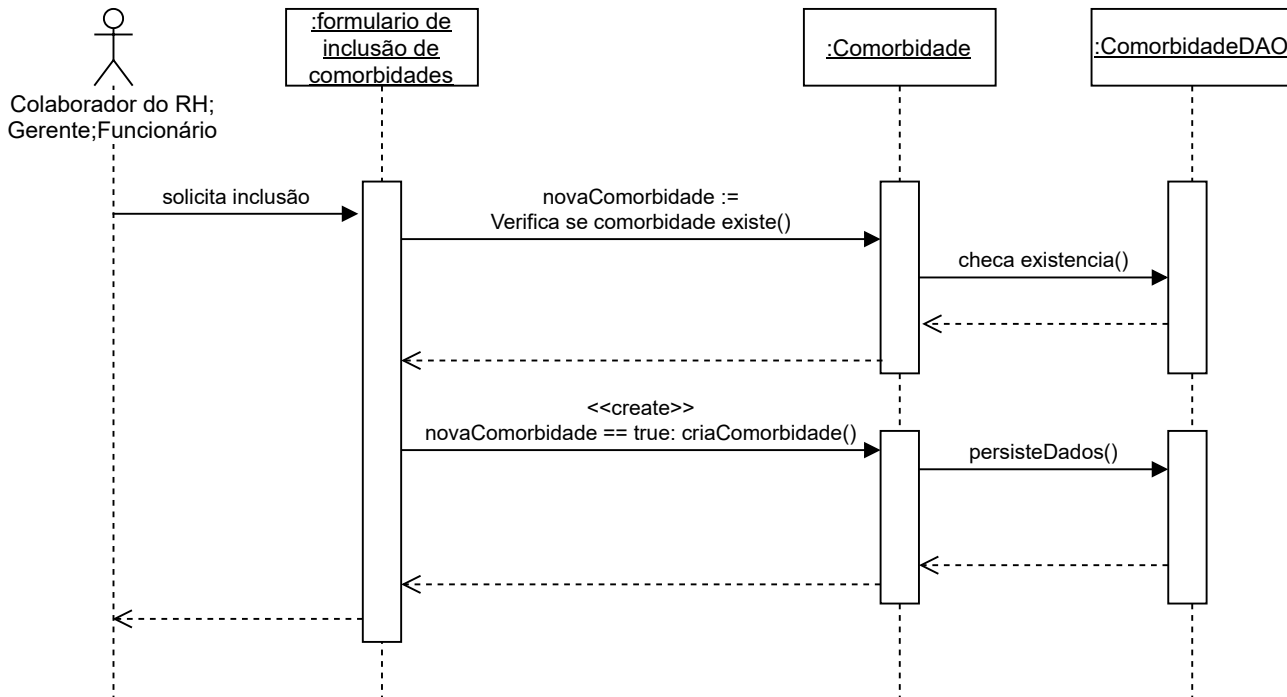 :formulario de
inclusão de
comorbidades
:Comorbidade
:ComorbidadeDAO
Colaborador do RH;
Gerente;Funcionário
solicita inclusão
novaComorbidade :=
Verifica se comorbidade existe()
checa existencia()
<<create>>
novaComorbidade == true: criaComorbidade()
persisteDados()